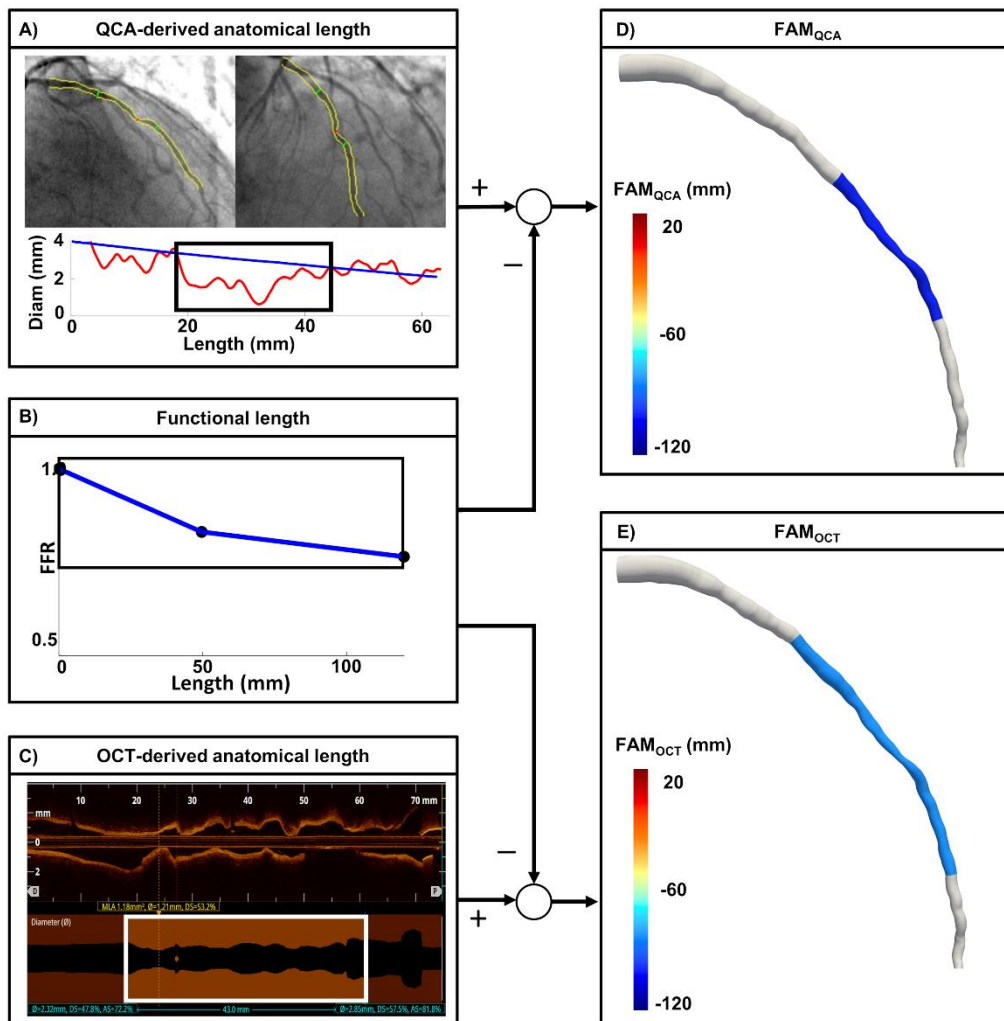 A) QCA-derived anatomical length
Diam (mm)
4
2
0
0 20 40 60
Length (mm)
B) Functional length
FFR
1.
0.5
0 50 100
Length (mm)
C) OCT-derived anatomical length
10 20 30 40 50 60 70 mm
mm
0
2
D P
MLA 1.18mm², Ø=1.21mm, DS=53.2%
Diameter (Ø)
Ø=2.32mm, DS=47.8%, AS=72.2% 43.0 mm Ø=2.85mm, DS=57.5%, AS=81.8%
+
−
−
+
D) FAMQCA
FAMQCA (mm)
20
-60
-120
E) FAMOCT
FAMOCT (mm)
20
-60
-120